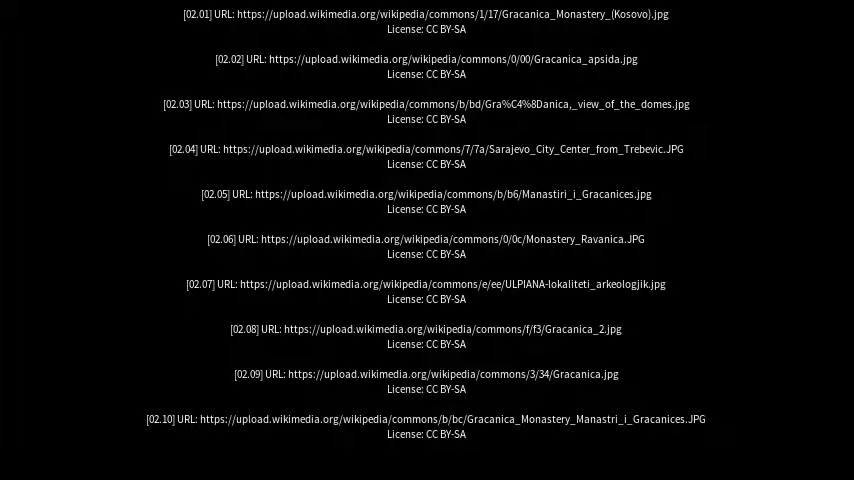 [02.01] URL: https://upload.wikimedia.org/wikipedia/commons/1/17/Gracanica_Monastery_(Kosovo).jpg
License: CC BY-SA
[02.02] URL: https://upload.wikimedia.org/wikipedia/commons/0/00/Gracanica_apsida.jpg
License: CC BY-SA
[02.03] URL: https://upload.wikimedia.org/wikipedia/commons/b/bd/Gra%C4%8Danica,_view_of_the_domes.jpg
License: CC BY-SA
[02.04] URL: https://upload.wikimedia.org/wikipedia/commons/7/7a/Sarajevo_City_Center_from_Trebevic.JPG
License: CC BY-SA
[02.05] URL: https://upload.wikimedia.org/wikipedia/commons/b/b6/Manastiri_i_Gracanices.jpg
License: CC BY-SA
[02.06] URL: https://upload.wikimedia.org/wikipedia/commons/0/0c/Monastery_Ravanica.JPG
License: CC BY-SA
[02.07] URL: https://upload.wikimedia.org/wikipedia/commons/e/ee/ULPIANA-lokaliteti_arkeologjik.jpg
License: CC BY-SA
[02.08] URL: https://upload.wikimedia.org/wikipedia/commons/f/f3/Gracanica_2.jpg
License: CC BY-SA
[02.09] URL: https://upload.wikimedia.org/wikipedia/commons/3/34/Gracanica.jpg
License: CC BY-SA
[02.10] URL: https://upload.wikimedia.org/wikipedia/commons/b/bc/Gracanica_Monastery_Manastri_i_Gracanices.JPG
License: CC BY-SA